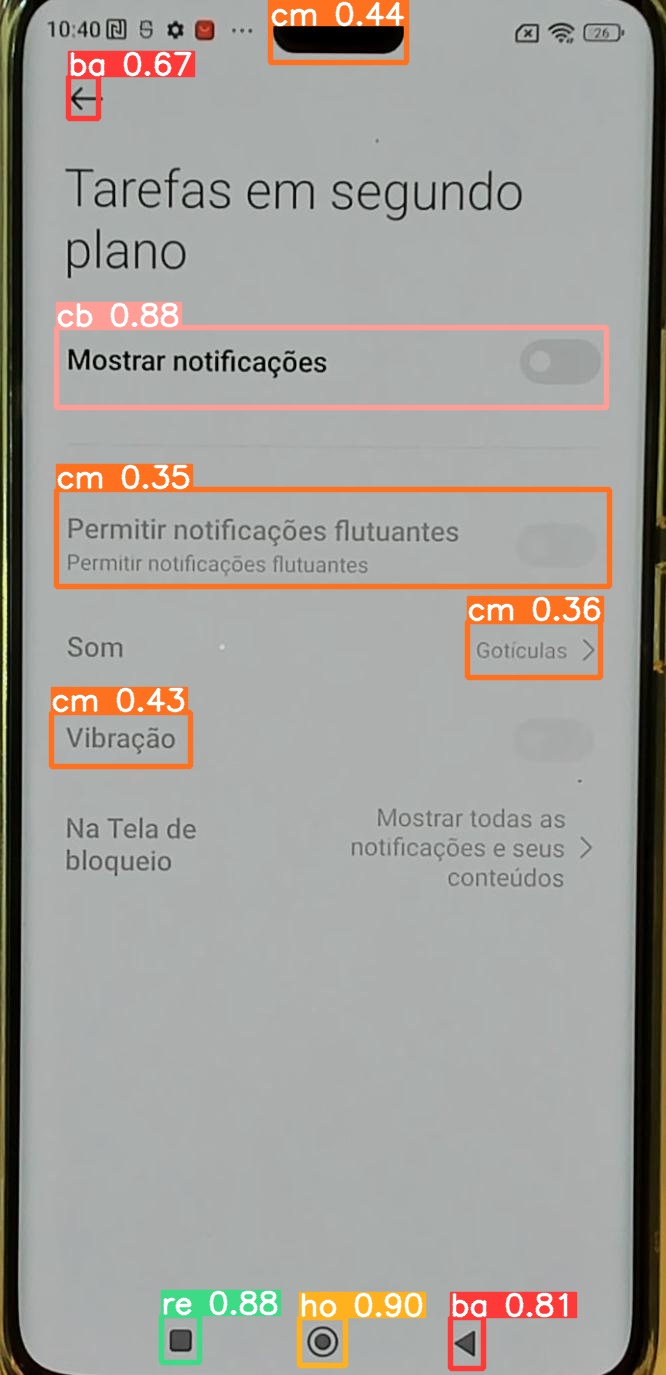 cm 0.44
10:40
26
ba 0.67
Tarefas em segundo
plano
cb 0.88
Mostrar notificações
cm 0.35
Permitir notificações flutuantes
Permitir notificações flutuantes
cm 0.36
Som
Gotículas
cm 0.43
Vibração
Na Tela de
bloqueio
Mostrar todas as
notificações e seus
conteúdos
re 0.88
ho 0.90
ba 0.81